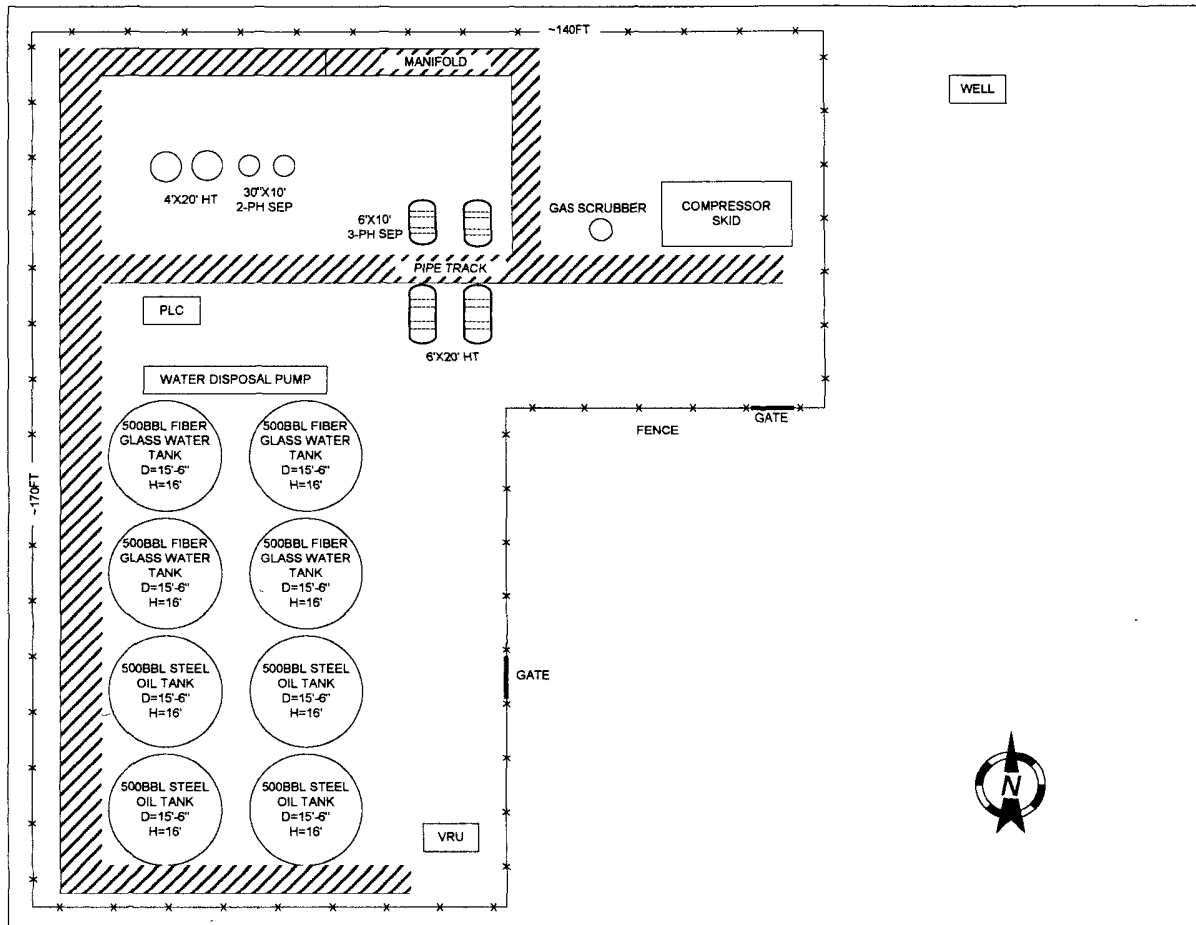 ~140FT
MANIFOLD
WELL
4'X20' HT
30"X10'
2-PH SEP
6'X10'
3-PH SEP
GAS SCRUBBER
COMPRESSOR
SKID
PIPE TRACK
PLC
6'X20' HT
WATER DISPOSAL PUMP
GATE
FENCE
~170FT
500BBL FIBER
GLASS WATER
TANK
D=15'-6"
H=16'
500BBL FIBER
GLASS WATER
TANK
D=15'-6"
H=16'
500BBL FIBER
GLASS WATER
TANK
D=15'-6"
H=16'
500BBL FIBER
GLASS WATER
TANK
D=15'-6"
H=16'
500BBL STEEL
OIL TANK
D=15'-6"
H=16'
500BBL STEEL
OIL TANK
D=15'-6"
H=16'
GATE
500BBL STEEL
OIL TANK
D=15'-6"
H=16'
500BBL STEEL
OIL TANK
D=15'-6"
H=16'
VRU
N